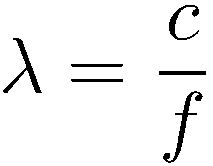 λ = c/f